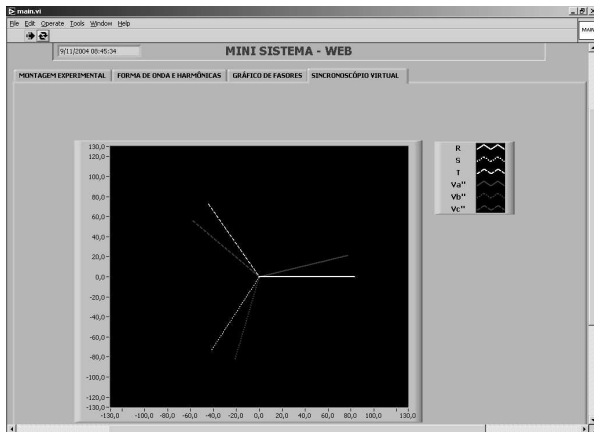 main.vi
File Edit Operate Tools Window Help
MAIN
9/11/2004 08:45:34
MINI SISTEMA - WEB
MONTAGEM EXPERIMENTAL FORMA DE ONDA E HARMÔNICAS GRÁFICO DE FASORES SINCRONOSCÓPIO VIRTUAL
130,0
120,0
100,0
80,0
60,0
40,0
20,0
0,0
-20,0
-40,0
-60,0
-80,0
-100,0
-120,0
-130,0
-130,0 -100,0 -80,0 -60,0 -40,0 -20,0 0,0 20,0 40,0 60,0 80,0 100,0 130,0
R
S
T
Va"
Vb"
Vc"